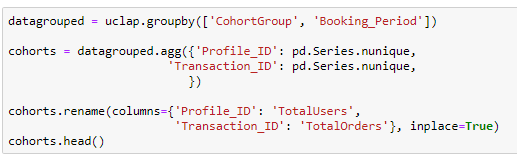 datagrouped = uclap.groupby(['CohortGroup', 'Booking_Period'])
cohorts = datagrouped.agg({'Profile_ID': pd.Series.nunique,
'Transaction_ID': pd.Series.nunique,
})
cohorts.rename(columns={'Profile_ID': 'TotalUsers',
'Transaction_ID': 'TotalOrders'}, inplace=True)
cohorts.head()